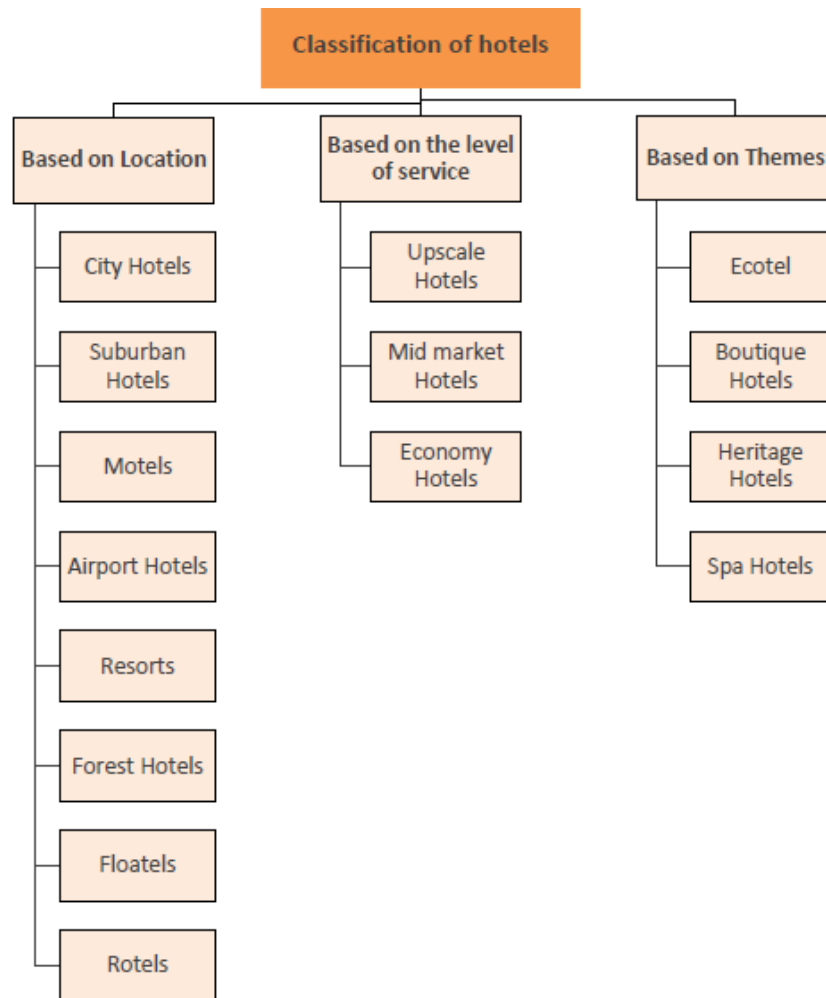 Classification of hotels
Based on Location
City Hotels
Suburban
Hotels
Motels
Airport Hotels
Resorts
Forest Hotels
Floatels
Rotels
Based on the level
of service
Upscale
Hotels
Mid market
Hotels
Economy
Hotels
Based on Themes
Ecotel
Boutique
Hotels
Heritage
Hotels
Spa Hotels